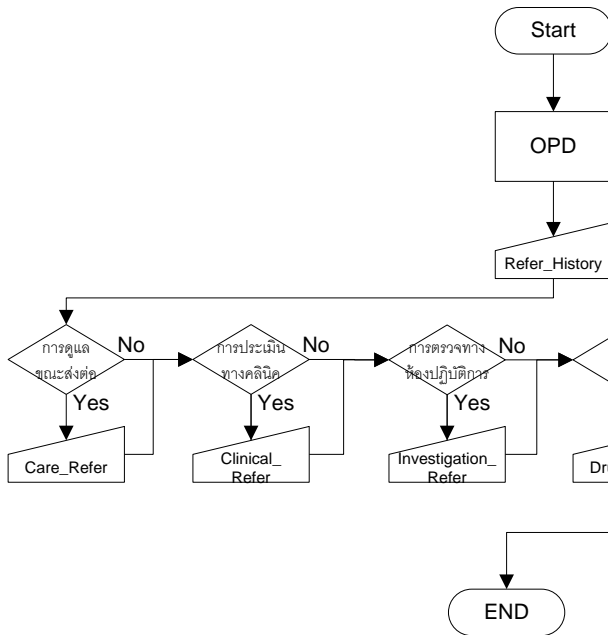 Start
OPD
Refer_History
การดูแล
ขณะส่งต่อ
No
Yes
Care_Refer
การประเมิน
ทางคลินิค
No
Yes
Clinical_
Refer
การตรวจทาง
ห้องปฏิบัติการ
No
Yes
Investigation_
Refer
END